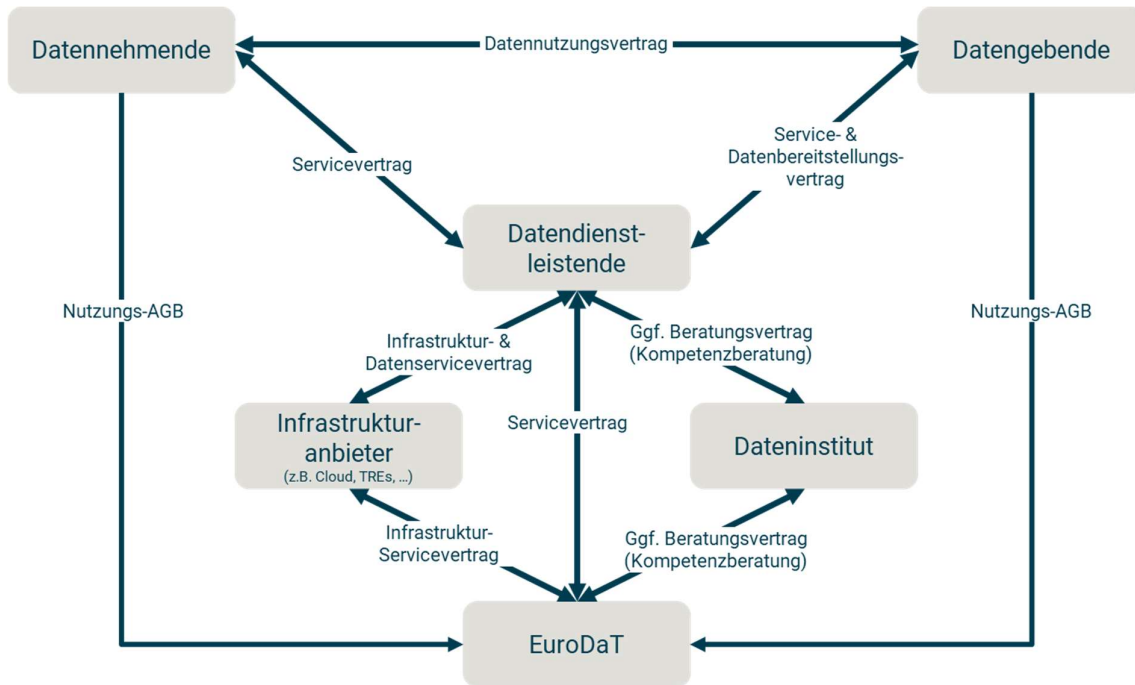 Datennehmende
Datennutzungsvertrag
Datengebende
Servicevertrag
Service- &
Datenbereitstellungs-
vertrag
Datendienst-
leistende
Nutzungs-AGB
Nutzungs-AGB
Infrastruktur- &
Datenservicevertrag
Ggf. Beratungsvertrag
(Kompetenzberatung)
Infrastruktur-
anbieter
(z.B. Cloud, TREs, …)
Servicevertrag
Dateninstitut
Infrastruktur-
Servicevertrag
Ggf. Beratungsvertrag
(Kompetenzberatung)
EuroDaT